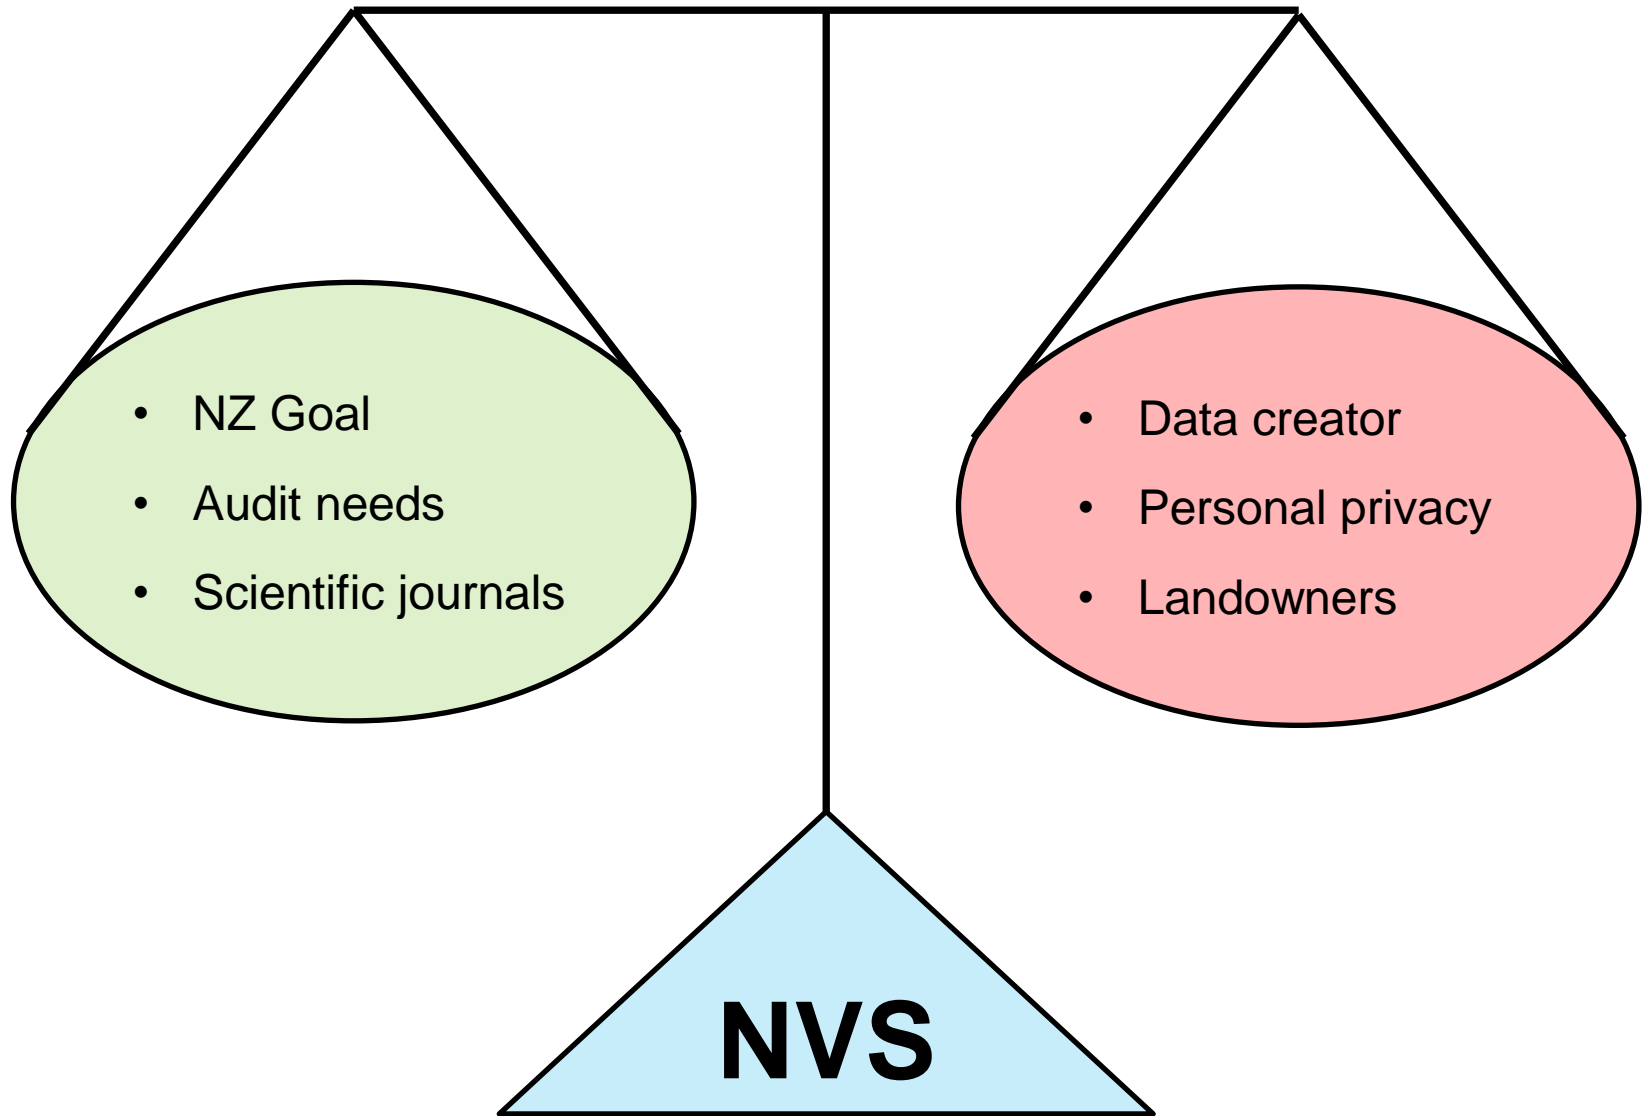 • NZ Goal
• Audit needs
• Scientific journals
• Data creator
• Personal privacy
• Landowners
NVS